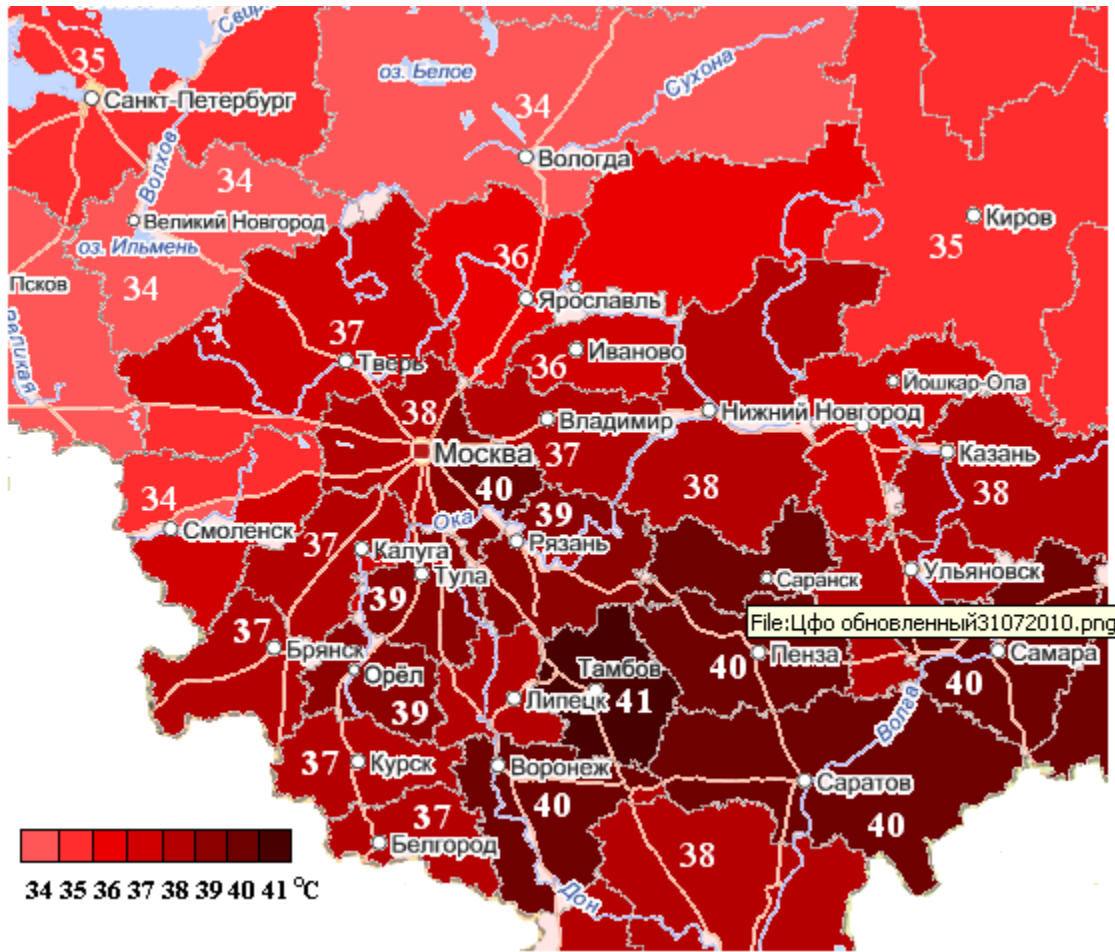 Свирь
35
Санкт-Петербург
оз. Белое
Сухона
34
Вологда
Волхов
34
Великий Новгород
оз. Ильмень
Киров
35
Псков
34
36
Ярославль
Великая
37
Тверь
36
Иваново
Йошкар-Ола
38
Владимир
Нижний Новгород
Москва
37
Казань
40
38
38
34
Смоленск
Ока
39
Рязань
37
Калуга
Тула
39
Саранск
Ульяновск
File:Цфо обновленный31072010.png
37
Брянск
Тамбов
40
Пенза
Самара
40
Орёл
39
Липецк
41
Волга
37
Курск
Воронеж
Саратов
40
37
Белгород
40
38
Дон
34 35 36 37 38 39 40 41 °C